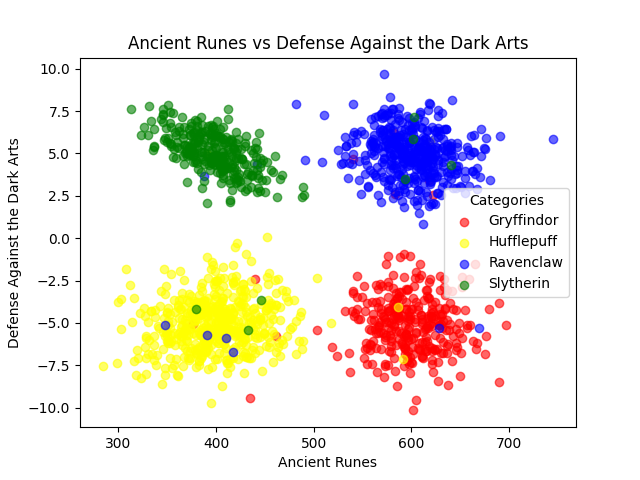 Ancient Runes vs Defense Against the Dark Arts
Defense Against the Dark Arts
10.0
7.5
5.0
2.5
0.0
−2.5
−5.0
−7.5
−10.0
Categories
Gryffindor
Hufflepuff
Ravenclaw
Slytherin
300 400 500 600 700
Ancient Runes